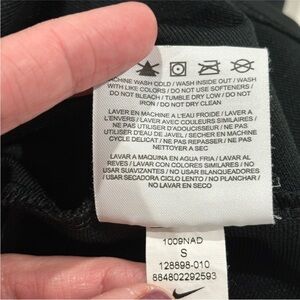 MACHINE WASH COLD / WASH INSIDE OUT / WASH
WITH LIKE COLORS / DO NOT USE SOFTENERS /
DO NOT BLEACH / TUMBLE DRY LOW / DO NOT
IRON / DO NOT DRY CLEAN
LAVER EN MACHINE A L'EAU FROIDE / LAVER A
L'ENVERS / LAVER AVEC COULEURS SIMILAIRES /
NE PAS UTILISER D'ADOUCISSEUR / NE PAS
UTILISER D'EAU DE JAVEL / SECHER EN MACHINE
CYCLE DELICAT / NE PAS REPASSER / NE PAS
NETTOYER A SEC
LAVAR A MAQUINA EN AGUA FRIA / LAVAR AL
REVES / LAVAR CON COLORES SIMILARES / NO
USAR SUAVIZANTES / NO USAR BLANQUEADOR /
USAR SECADORA CICLO LENTO / NO PLANCHAR /
NO LAVAR EN SECO
1009NAD
S
128898-010
884802292593